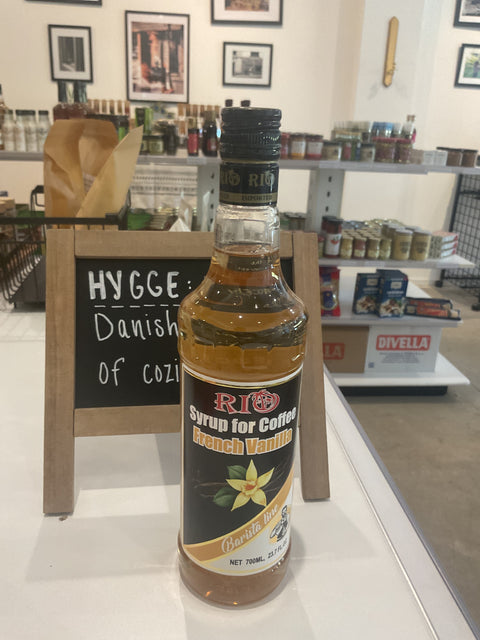 RIO
IMPORTED
HYGGE:
Danish
of cozi
RIO
Syrup for Coffee
French Vanilla
Barista line
NET 700ML. 23.7 FL
DIVELLA